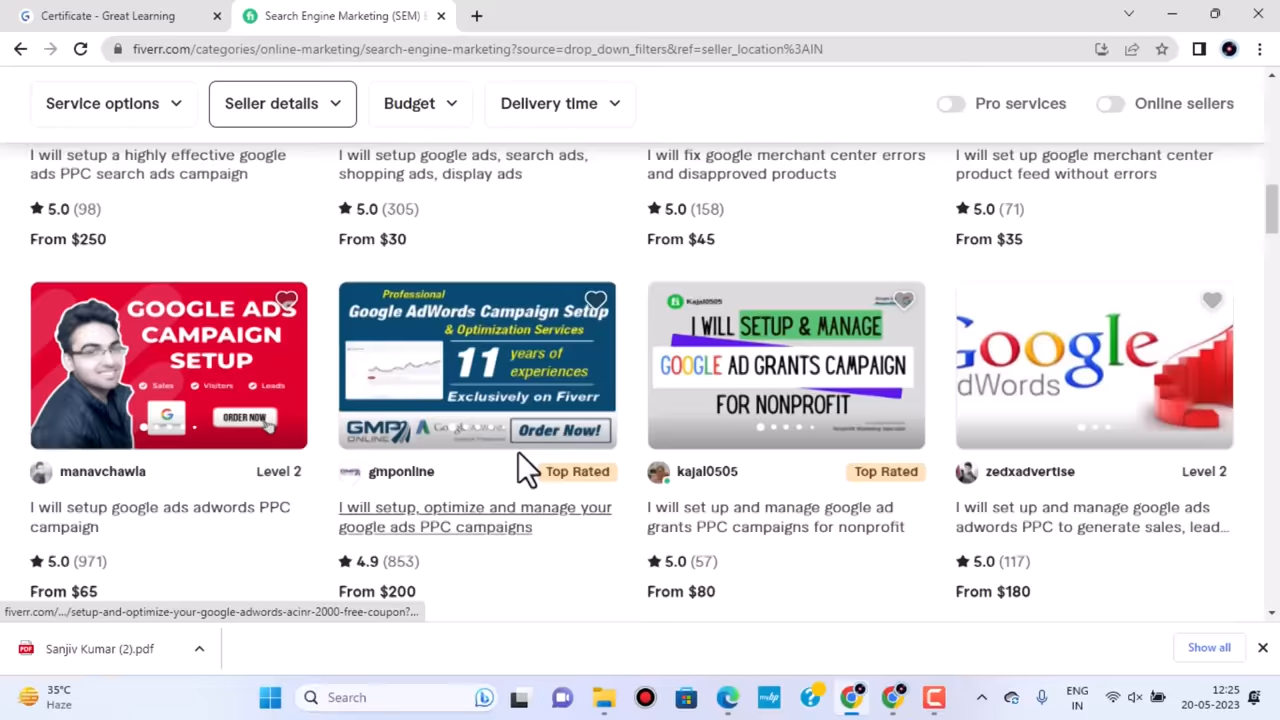 Certificate - Great Learning
Search Engine Marketing (SEM)
fiverr.com/categories/online-marketing/search-engine-marketing?source=drop_down_filters&ref=seller_location%3AIN
Service options
Seller details
Budget
Delivery time
Pro services
Online sellers
I will setup a highly effective google
ads PPC search ads campaign
5.0 (98)
From $250
I will setup google ads, search ads,
shopping ads, display ads
5.0 (305)
From $30
I will fix google merchant center errors
and disapproved products
5.0 (158)
From $45
I will set up google merchant center
product feed without errors
5.0 (71)
From $35
GOOGLE ADS
CAMPAIGN
SETUP
Sales Visitors Leads
G
ORDER NOW
manavchawla
Level 2
I will setup google ads adwords PPC
campaign
5.0 (971)
From $65
Professional
Google AdWords Campaign Setup
& Optimization Services
11 years of
experiences
Exclusively on Fiverr
GMP
ONLINE
Order Now!
gmponline
Top Rated
I will setup, optimize and manage your
google ads PPC campaigns
4.9 (853)
From $200
fi Kajal0505
I WILL SETUP & MANAGE
GOOGLE AD GRANTS CAMPAIGN
FOR NONPROFIT
kajal0505
Top Rated
I will set up and manage google ad
grants PPC campaigns for nonprofit
5.0 (57)
From $80
Google
dWords
zedxadvertise
Level 2
I will set up and manage google ads
adwords PPC to generate sales, lead...
5.0 (117)
From $180
fiverr.com/.../setup-and-optimize-your-google-adwords-acinr-2000-free-coupon?...
Sanjiv Kumar (2).pdf
Show all
35°C
Haze
Search
ENG
IN
12:25
20-05-2023